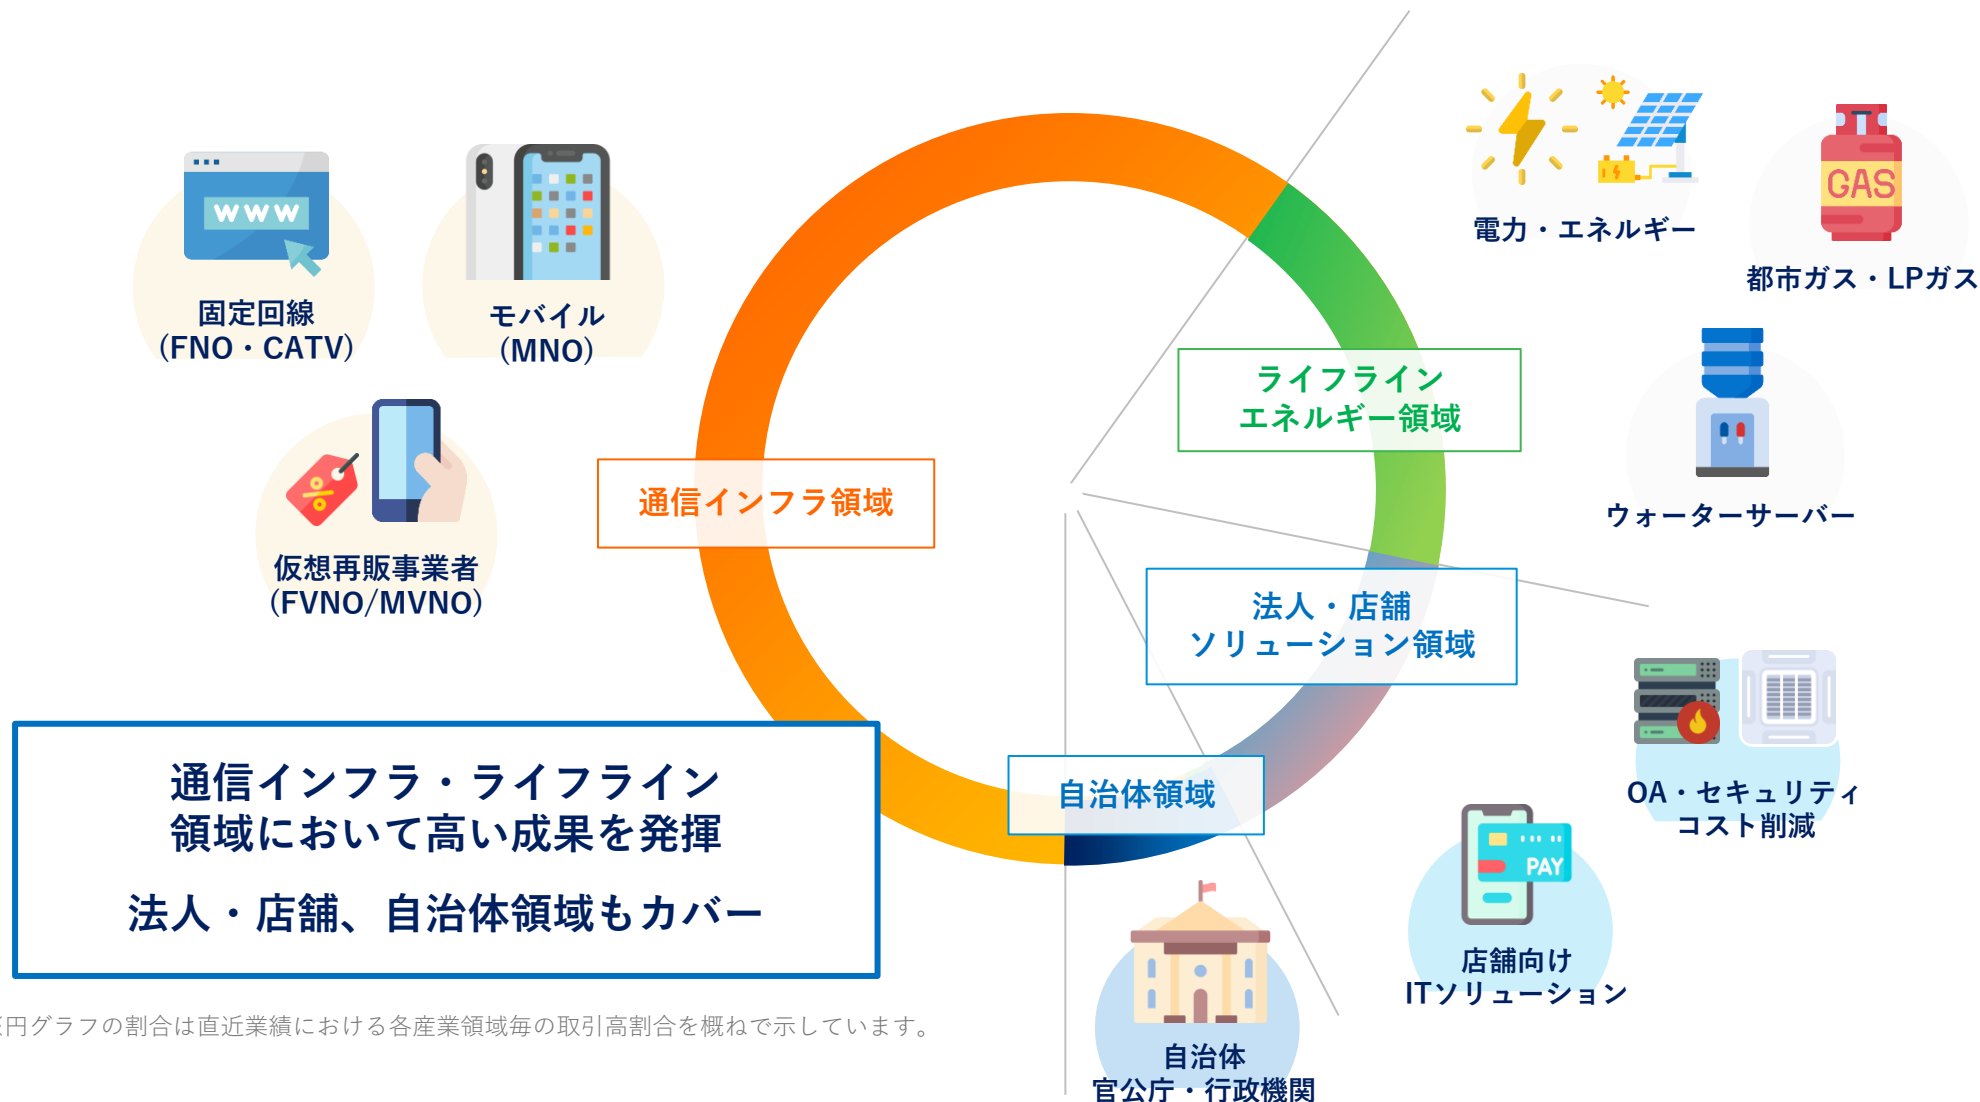 WWW
固定回線
(FNO・CATV)
モバイル
(MNO)
仮想再販事業者
(FVNO/MVNO)
通信インフラ領域
電力・エネルギー
GAS
都市ガス・LPガス
ウォーターサーバー
ライフライン
エネルギー領域
法人・店舗
ソリューション領域
OA・セキュリティ
コスト削減
PAY
店舗向け
ITソリューション
自治体領域
自治体
官公庁・行政機関
通信インフラ・ライフライン
領域において高い成果を発揮
法人・店舗、自治体領域もカバー
円グラフの割合は直近業績における各産業領域毎の取引高割合を概ねで示しています。